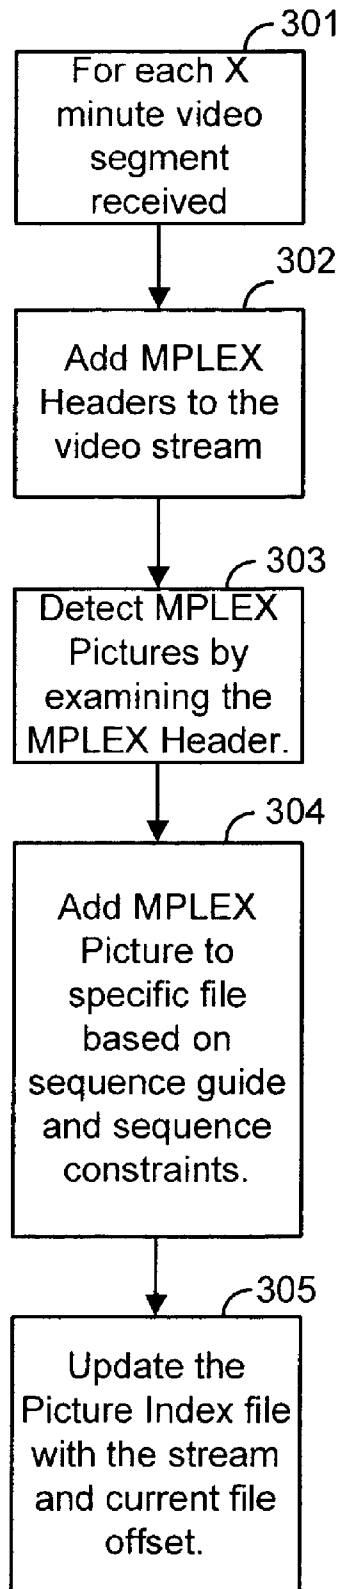 301
For each X
minute video
segment
received
302
Add MPLEX
Headers to the
video stream
303
Detect MPLEX
Pictures by
examining the
MPLEX Header.
304
Add MPLEX
Picture to
specific file
based on
sequence guide
and sequence
constraints.
305
Update the
Picture Index file
with the stream
and current file
offset.